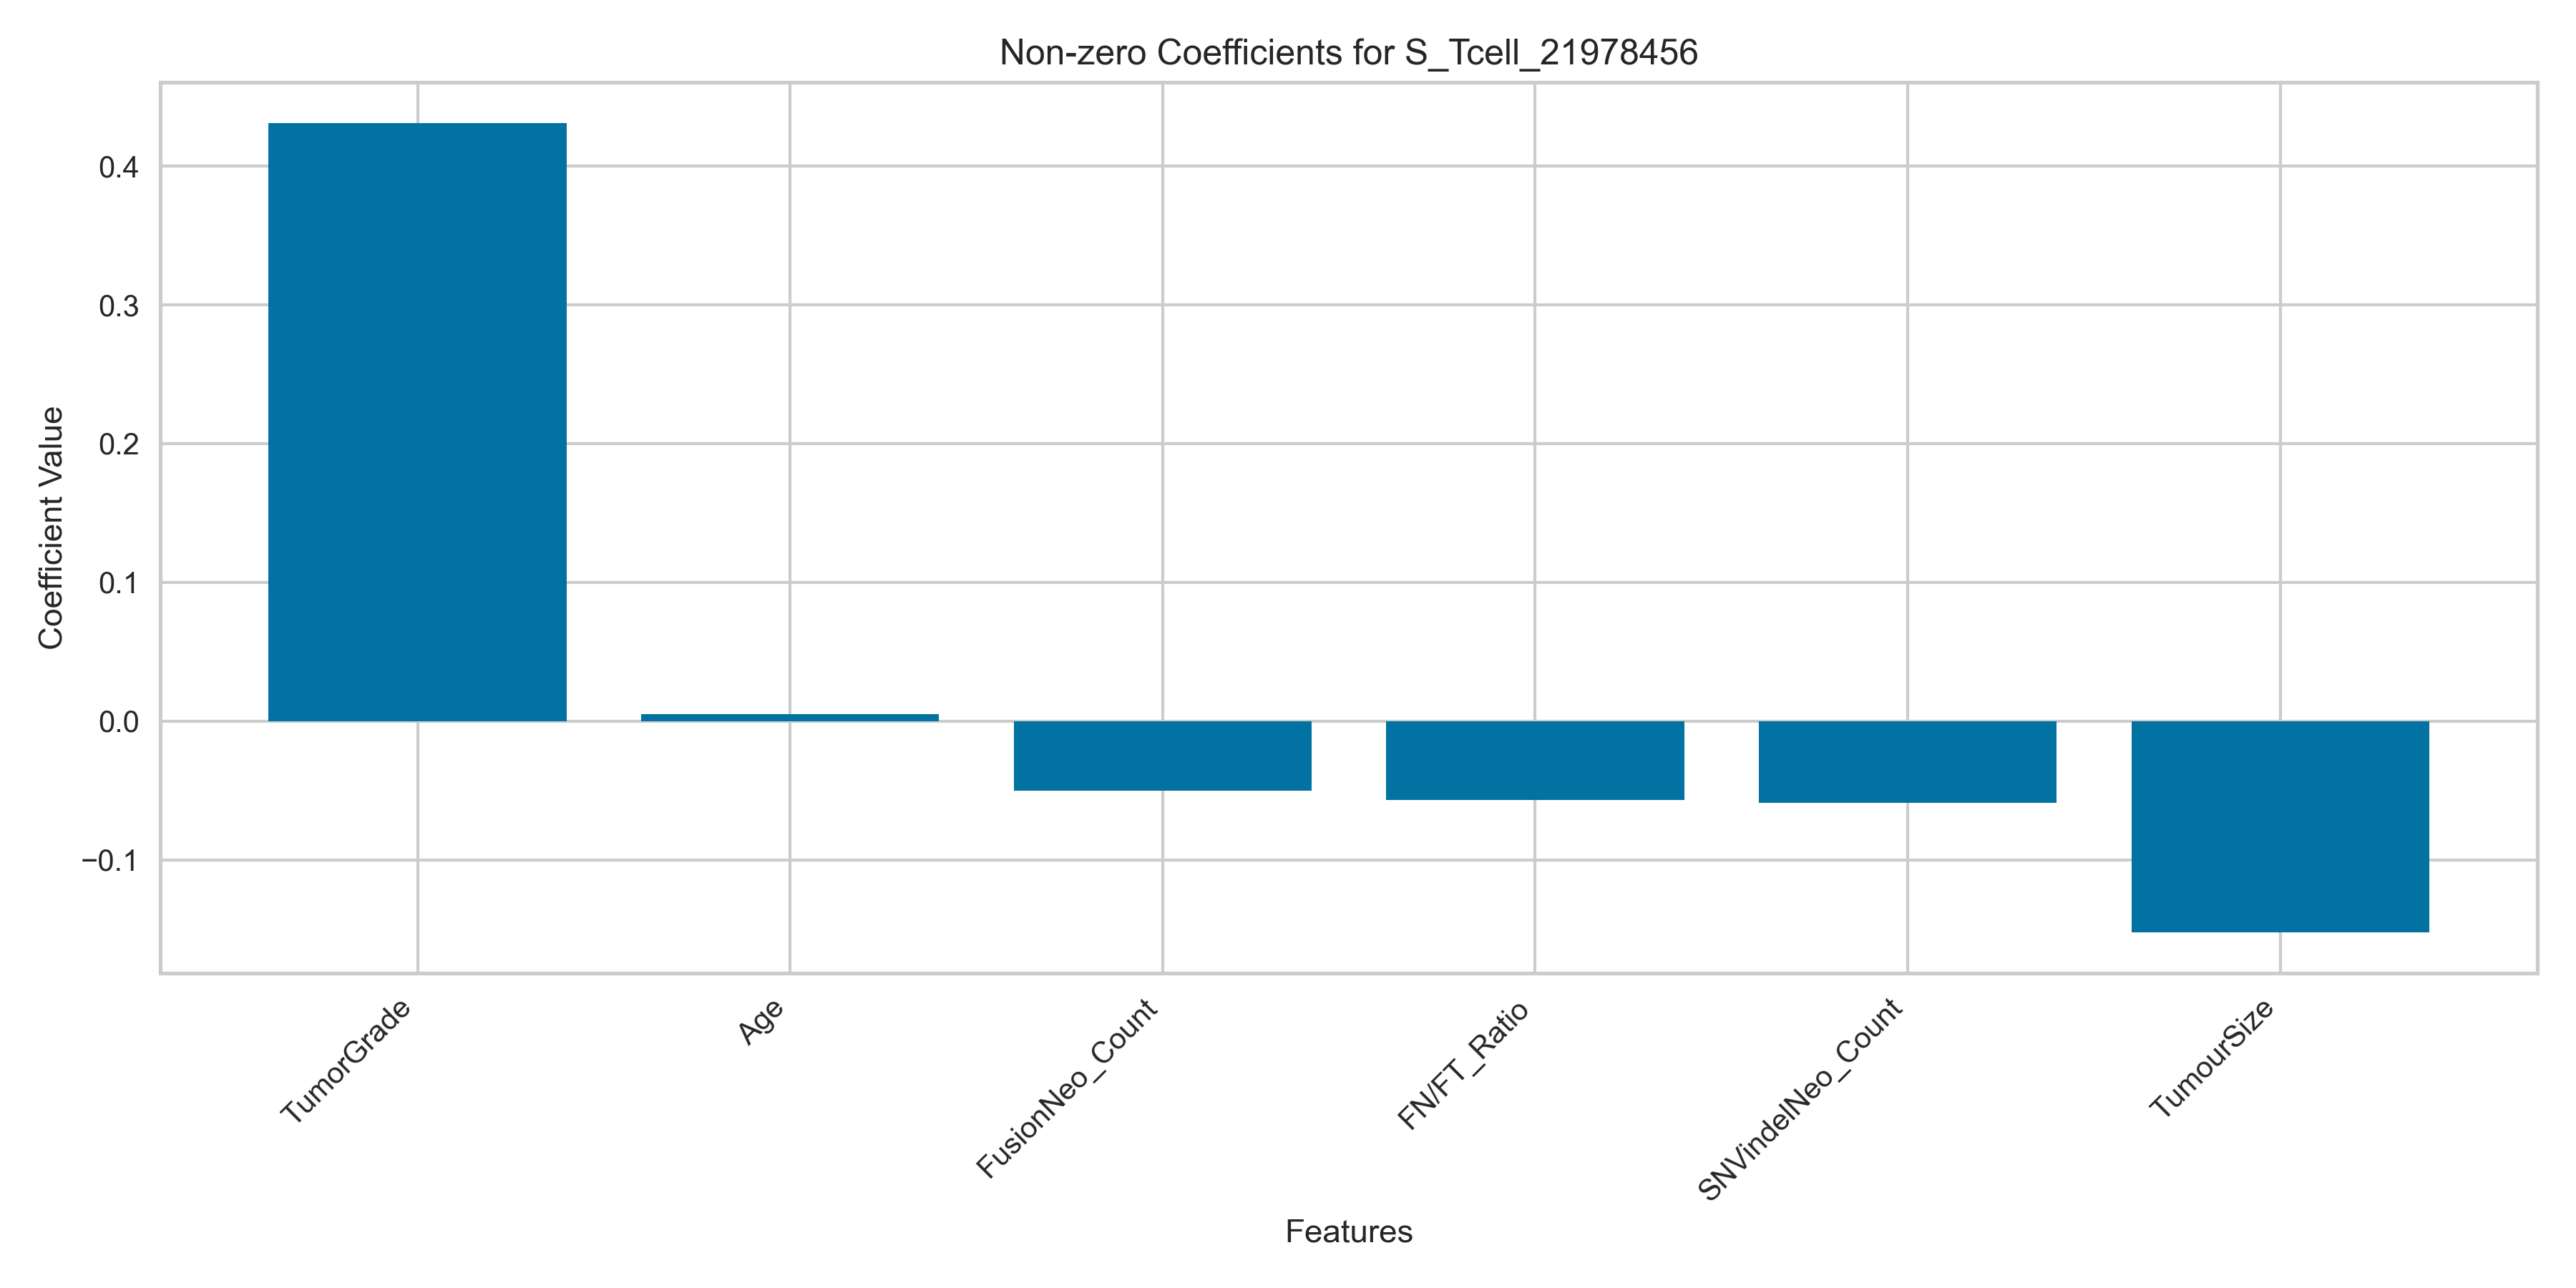 Non-zero Coefficients for S_Tcell_21978456
Coefficient Value
0.4
0.3
0.2
0.1
0.0
−0.1
TumorGrade
Age
FusionNeo_Count
FN/FT_Ratio
SNVindelNeo_Count
TumourSize
Features